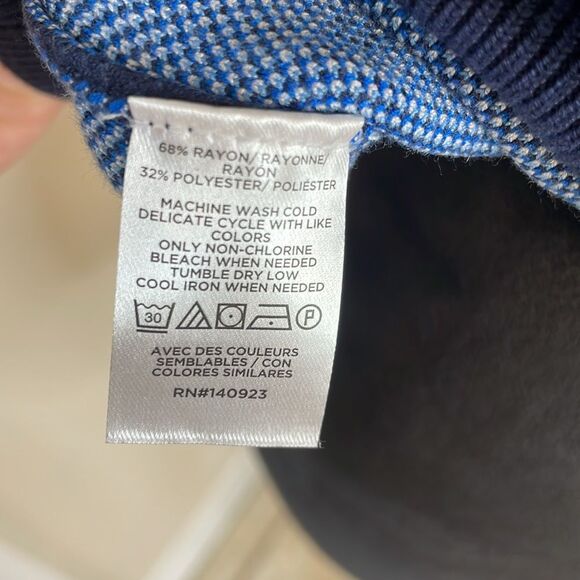 68% RAYON/RAYONNE/
RAYON
32% POLYESTER/POLIÉSTER
MACHINE WASH COLD
DELICATE CYCLE WITH LIKE
COLORS
ONLY NON-CHLORINE
BLEACH WHEN NEEDED
TUMBLE DRY LOW
COOL IRON WHEN NEEDED
30 P
AVEC DES COULEURS
SEMBLABLES/CON
COLORES SIMILARES
RN#140923